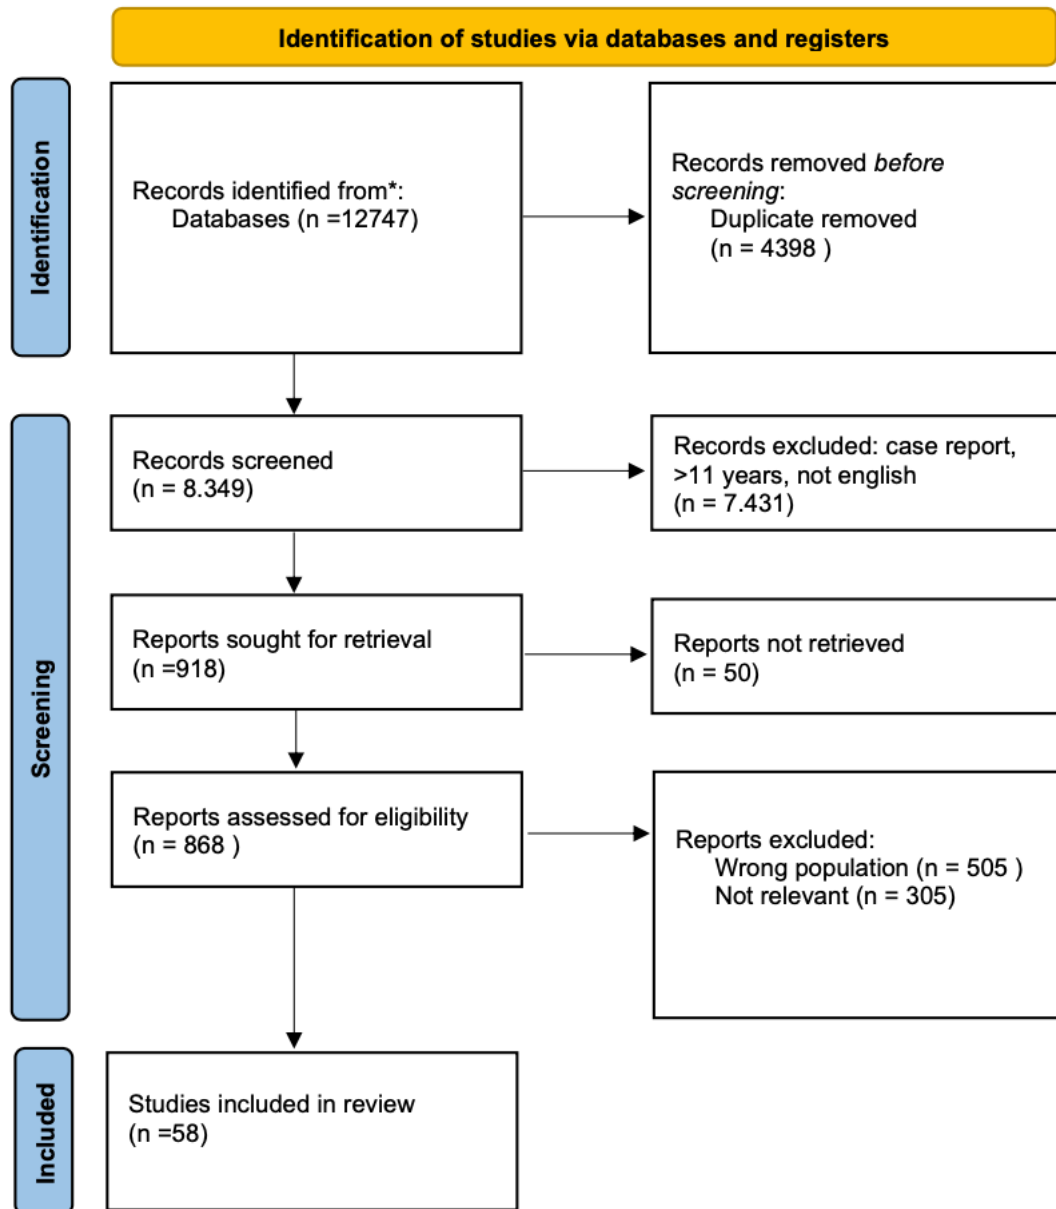 Identification of studies via databases and registers
Identification
Records identified from*:
Databases (n =12747)
Records removed before
screening:
Duplicate removed
(n = 4398 )
Screening
Records screened
(n = 8.349)
Records excluded: case report,
>11 years, not english
(n = 7.431)
Reports sought for retrieval
(n =918)
Reports not retrieved
(n = 50)
Reports assessed for eligibility
(n = 868 )
Reports excluded:
Wrong population (n = 505 )
Not relevant (n = 305)
Included
Studies included in review
(n =58)